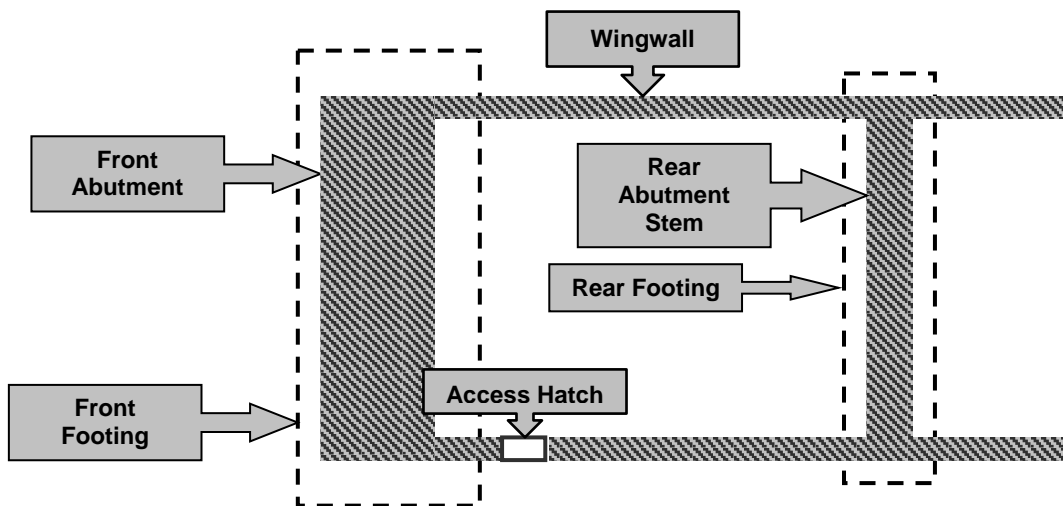 Wingwall
Front
Abutment
Rear
Abutment
Stem
Rear Footing
Access Hatch
Front
Footing